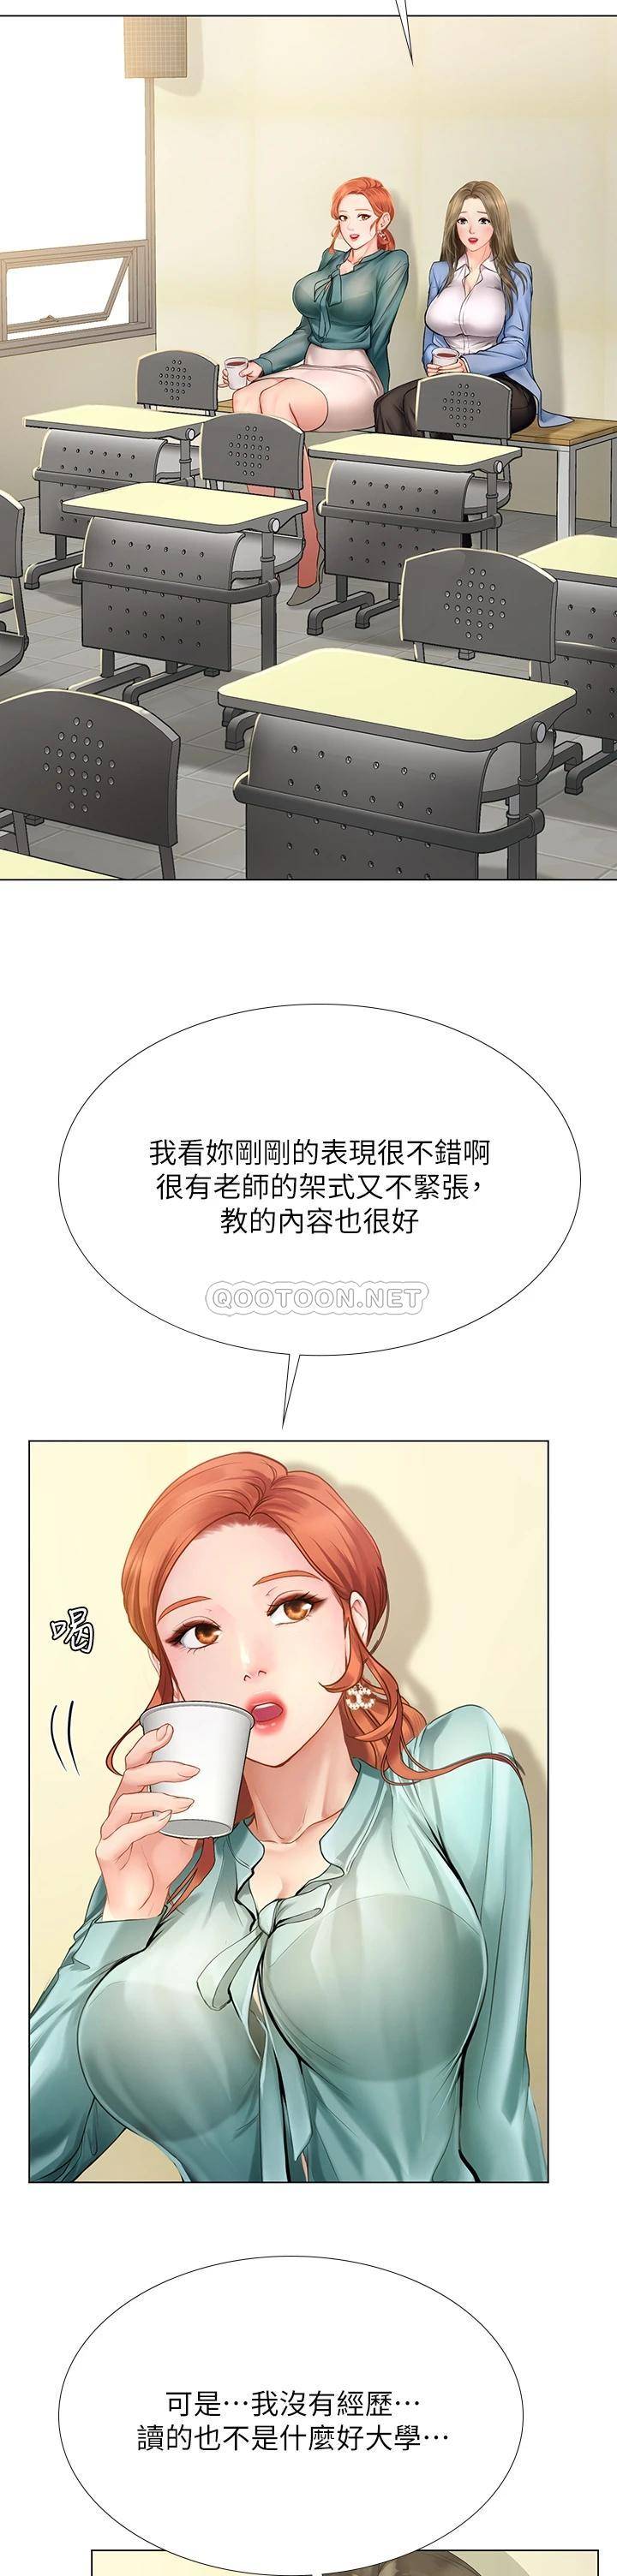 我看妳剛剛的表現很不錯啊
很有老師的架式又不緊張，
教的內容也很好
QOOTOON.NET
喝
可是⋯我沒有經歷⋯
讀的也不是什麼好大學⋯